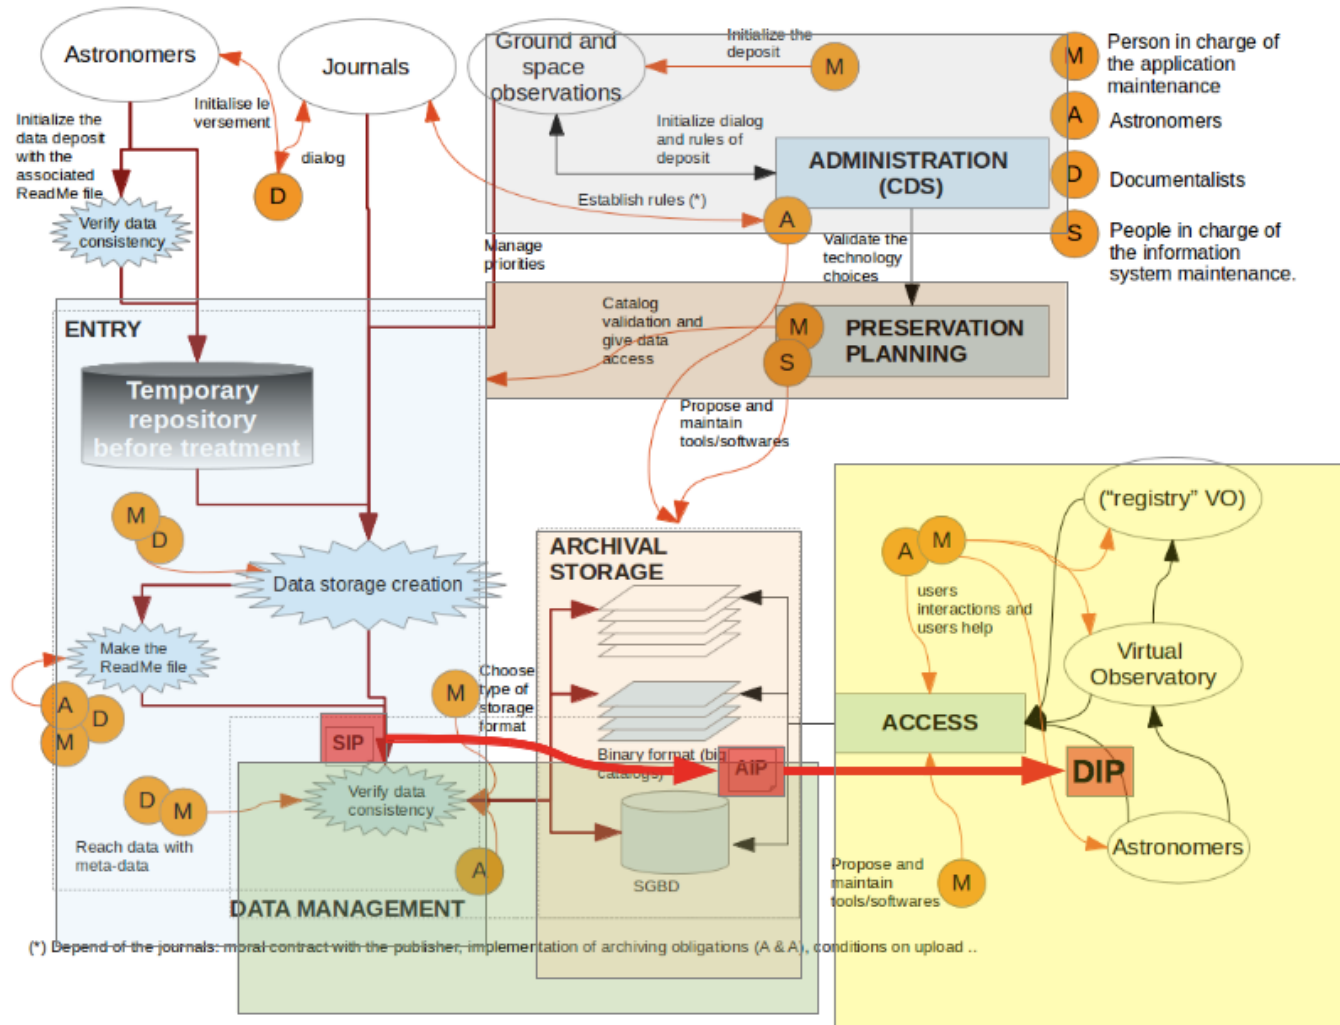 Astronomers
Journals
Ground and
space
observations
Initialize the
deposit
M
M
Person in charge of
the application
maintenance
A
Astronomers
D
Documentalists
S
People in charge of
the information
system maintenance.
Initialize the
data deposit
with the
associated
ReadMe file
Initialise le
versement
dialog
D
Initialize dialog
and rules of
deposit
ADMINISTRATION
(CDS)
Establish rules (*)
A
Verify data
consistency
Manage
priorities
Validate the
technology
choices
ENTRY
Catalog
validation and
give data
access
M
S
PRESERVATION
PLANNING
Temporary
repository
before treatment
Propose and
maintain
tools/softwares
M
D
Data storage creation
ARCHIVAL
STORAGE
("registry" VO)
A
M
users
interactions and
users help
Make the
ReadMe file
A
D
M
M
Choose
type of
storage
format
Virtual
Observatory
ACCESS
SIP
Binary format (big
catalogs)
AIP
DIP
Verify data
consistency
D
M
Reach data with
meta-data
A
SGBD
Astronomers
Propose and
maintain
tools/softwares
M
DATA MANAGEMENT
(*) Depend of the journals: moral contract with the publisher, implementation of archiving obligations (A & A), conditions on upload ..